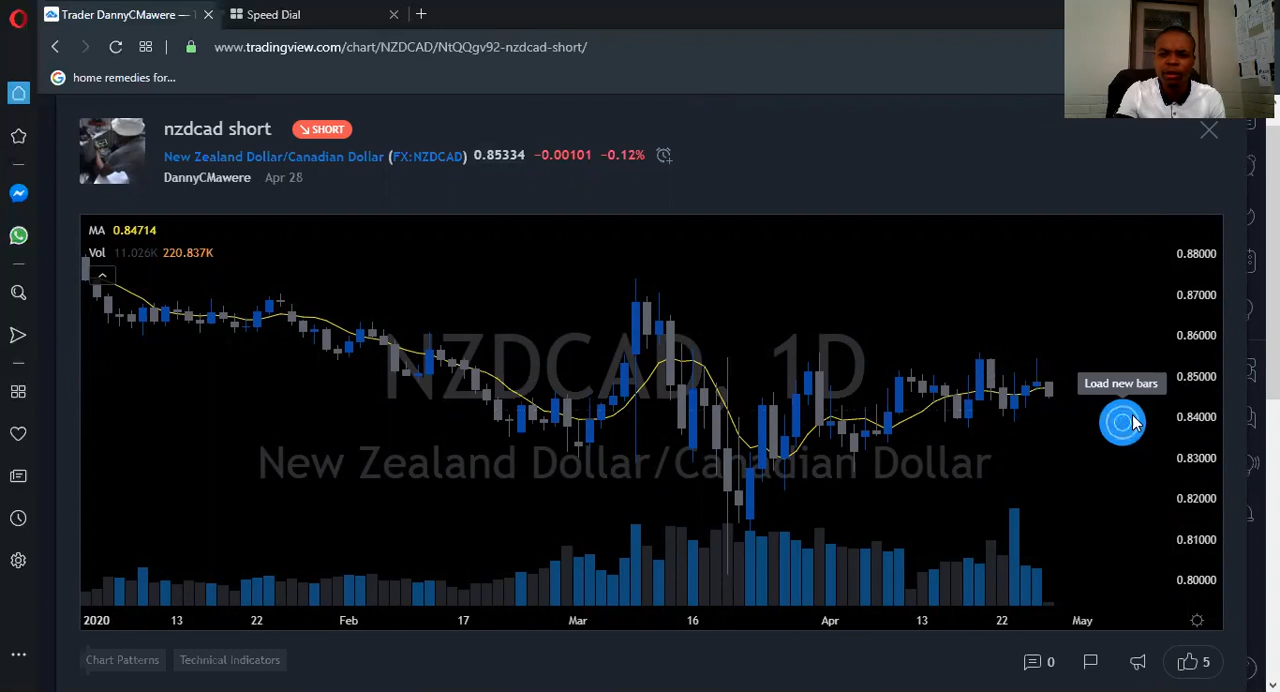 Trader DannyCMawere —
Speed Dial
www.tradingview.com/chart/NZDCAD/NtQQgv92-nzdcad-short/
home remedies for...
nzdcad short
SHORT
New Zealand Dollar/Canadian Dollar (FX:NZDCAD) 0.85334 −0.00101 −0.12%
DannyCMawere Apr 28
MA 0.84714
Vol 11.026K 220.837K
NZDCAD, 1D
New Zealand Dollar/Canadian Dollar
Load new bars
0.88000
0.87000
0.86000
0.85000
0.84000
0.83000
0.82000
0.81000
0.80000
2020 13 22 Feb 17 Mar 16 Apr 13 22 May
Chart Patterns Technical Indicators
0
5